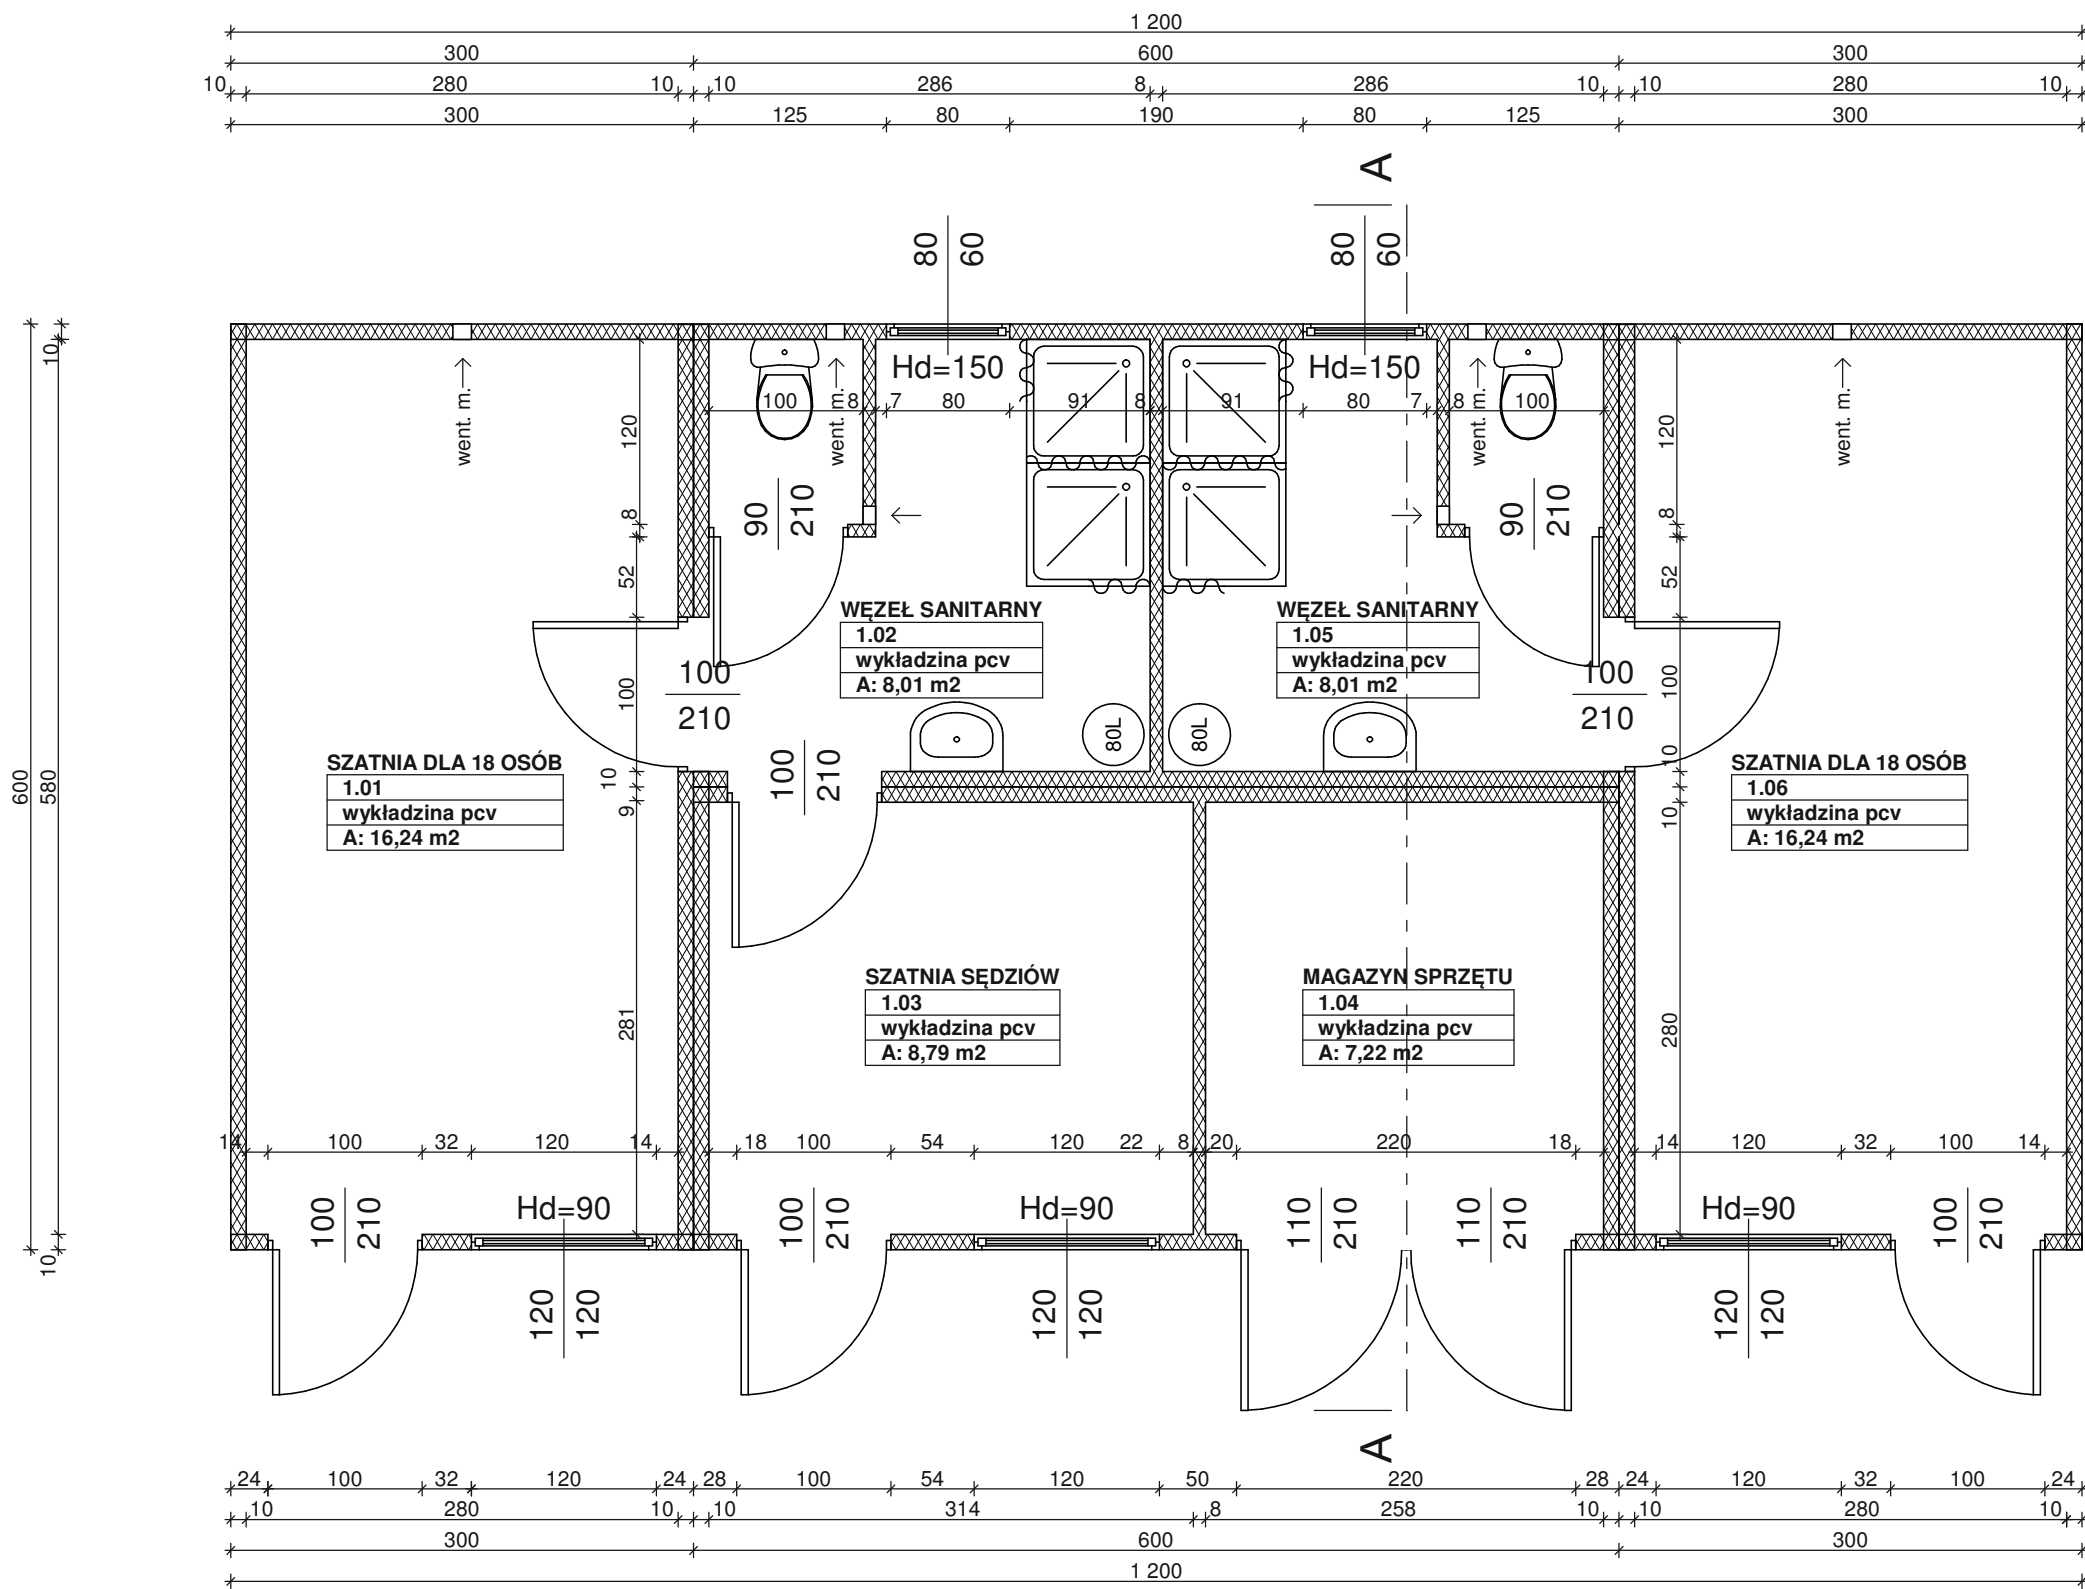 1 200
300 600 300
10 280 10 10 286 8 286 10 10 280 10
300 125 80 190 80 125 300
A
80 60 80 60
10
Hd=150 Hd=150
100 8 7 80 91 8 91 80 7 8 100
went. m. went. m. went. m. went. m.
120 120
90 210 90 210
8 8
52 52
WĘZEŁ SANITARNY WĘZEŁ SANITARNY
1.02 1.05
wykładzina pcv wykładzina pcv
A: 8,01 m2 A: 8,01 m2
100 100
210 210
100 100
80L 80L
100 210
SZATNIA DLA 18 OSÓB SZATNIA DLA 18 OSÓB
1.01 1.06
wykładzina pcv wykładzina pcv
A: 16,24 m2 A: 16,24 m2
600 580
10 10
9 10
SZATNIA SĘDZIÓW MAGAZYN SPRZĘTU
1.03 1.04
wykładzina pcv wykładzina pcv
A: 8,79 m2 A: 7,22 m2
281 280
14 100 32 120 14 18 100 54 120 22 8 20 220 18 14 120 32 100 14
Hd=90 Hd=90 Hd=90
100 210 100 210 110 210 110 210 100 210
10
120 120 120 120 120 120
A
24 100 32 120 24 28 100 54 120 50 220 28 24 120 32 100 24
10 280 10 10 314 8 258 10 10 280 10
300 600 300
1 200